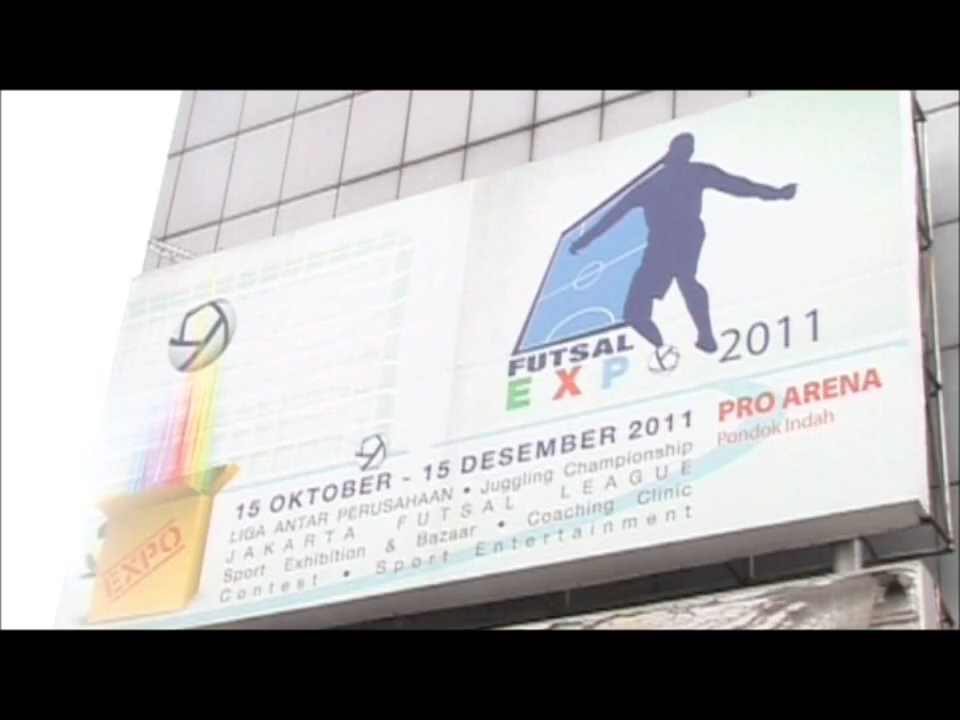 FUTSAL
EXPO 2011
PRO ARENA
Pondok Indah
15 OKTOBER - 15 DESEMBER 2011
LIGA ANTAR PERUSAHAAN • Juggling Championship
JAKARTA FUTSAL LEAGUE
Sport Exhibition & Bazaar • Coaching Clinic
Contest • Sport Entertainment
EXPO